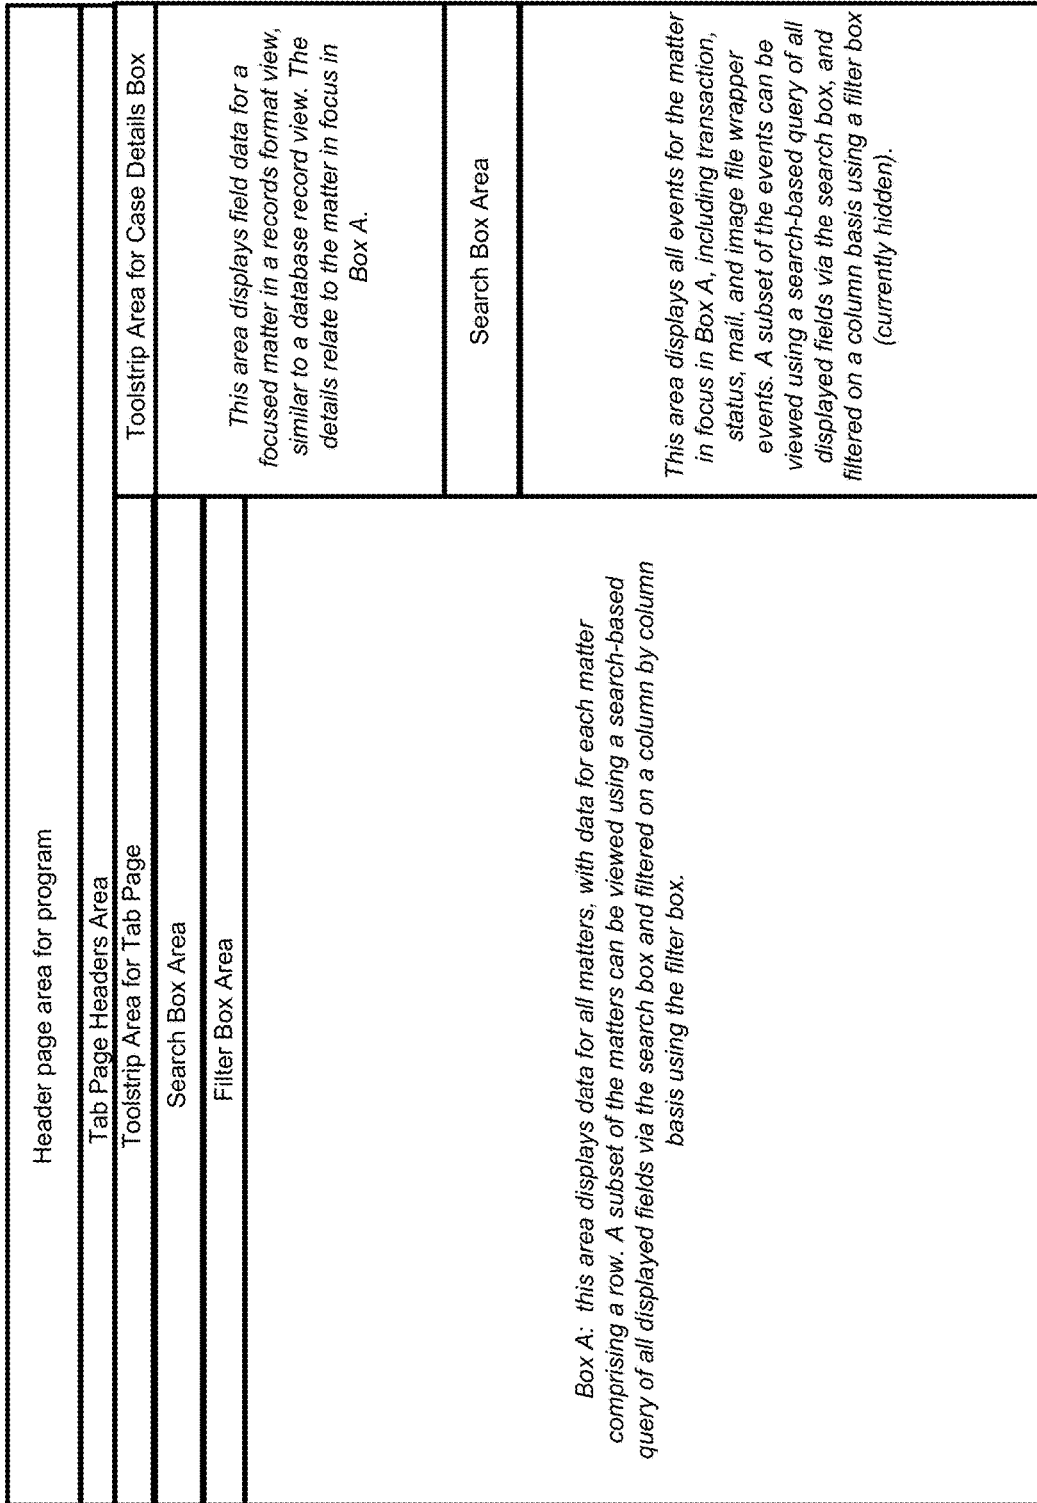 Header page area for program
Tab Page Headers Area
Toolstrip Area for Tab Page
Search Box Area
Filter Box Area
Box A: this area displays data for all matters, with data for each matter
comprising a row. A subset of the matters can be viewed using a search-based
query of all displayed fields via the search box and filtered on a column by column
basis using the filter box.
Toolstrip Area for Case Details Box
This area displays field data for a
focused matter in a records format view,
similar to a database record view. The
details relate to the matter in focus in
Box A.
Search Box Area
This area displays all events for the matter
in focus in Box A, including transaction,
status, mail, and image file wrapper
events. A subset of the events can be
viewed using a search-based query of all
displayed fields via the search box, and
filtered on a column basis using a filter box
(currently hidden).